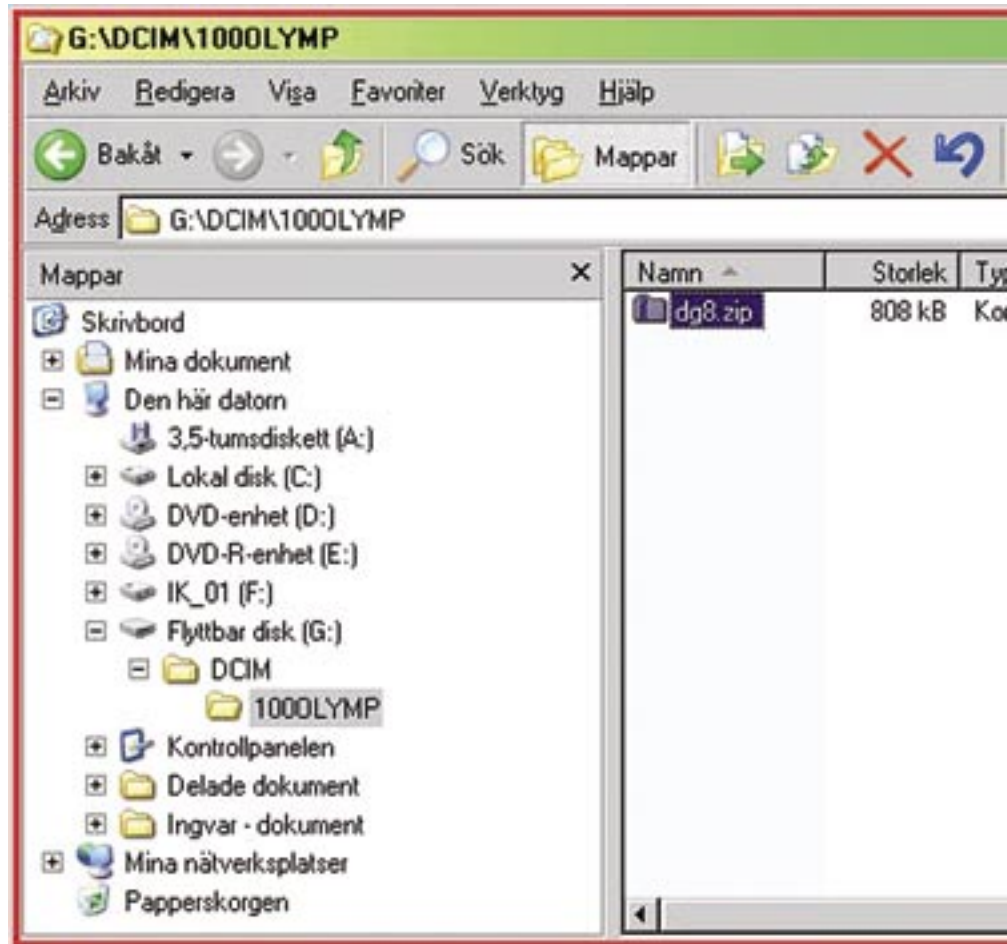 G:\DCIM\100OLYMP
Arkiv Redigera Visa Favoriter Verktyg Hjälp
Bakåt Sök Mappar
Adress G:\DCIM\100OLYMP
Mappar
Skrivbord
Mina dokument
Den här datorn
3,5-tumsdiskett (A:)
Lokal disk (C:)
DVD-enhet (D:)
DVD-R-enhet (E:)
IK_01 (F:)
Flyttbar disk (G:)
DCIM
100OLYMP
Kontrollpanelen
Delade dokument
Ingvar - dokument
Mina nätverksplatser
Papperskorgen
Namn Storlek Typ
dg8.zip 808 kB Kor